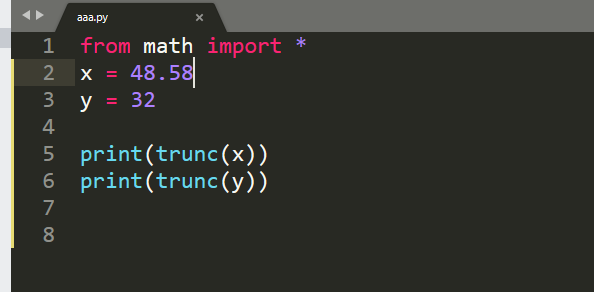 aaa.py
1 from math import *
2 x = 48.58
3 y = 32
4
5 print(trunc(x))
6 print(trunc(y))
7
8